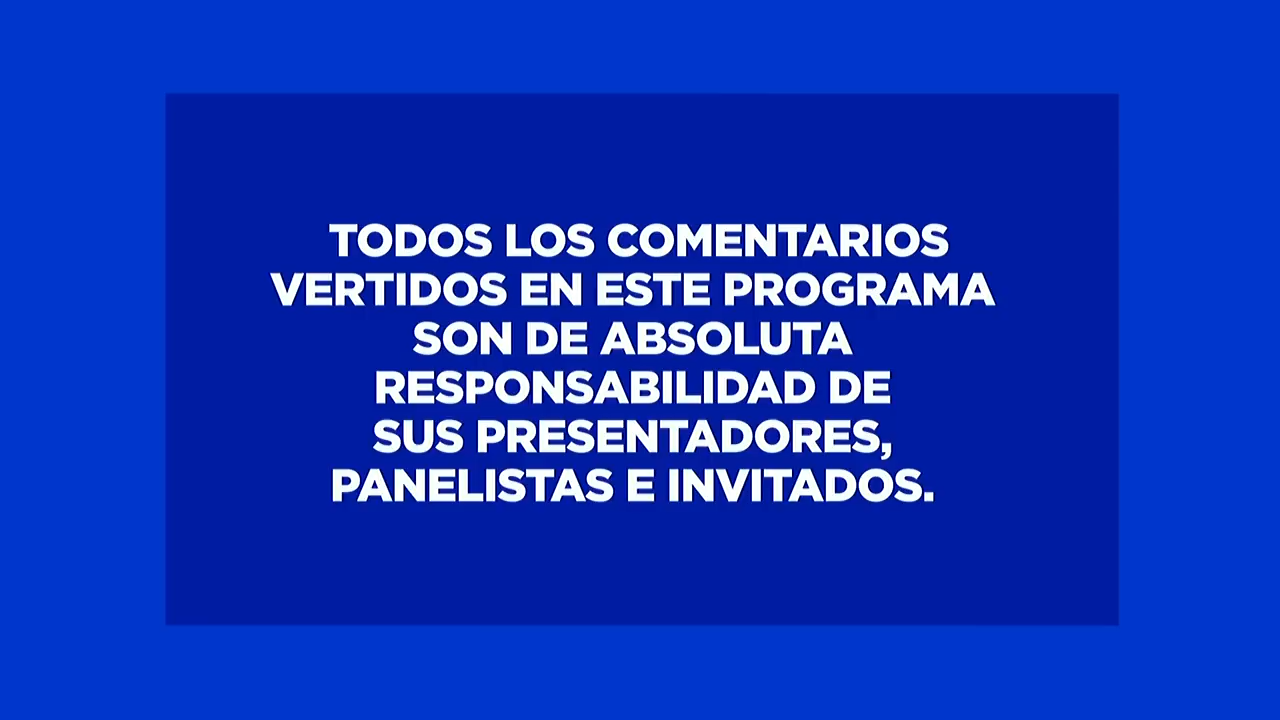 TODOS LOS COMENTARIOS
VERTIDOS EN ESTE PROGRAMA
SON DE ABSOLUTA
RESPONSABILIDAD DE
SUS PRESENTADORES,
PANELISTAS E INVITADOS.